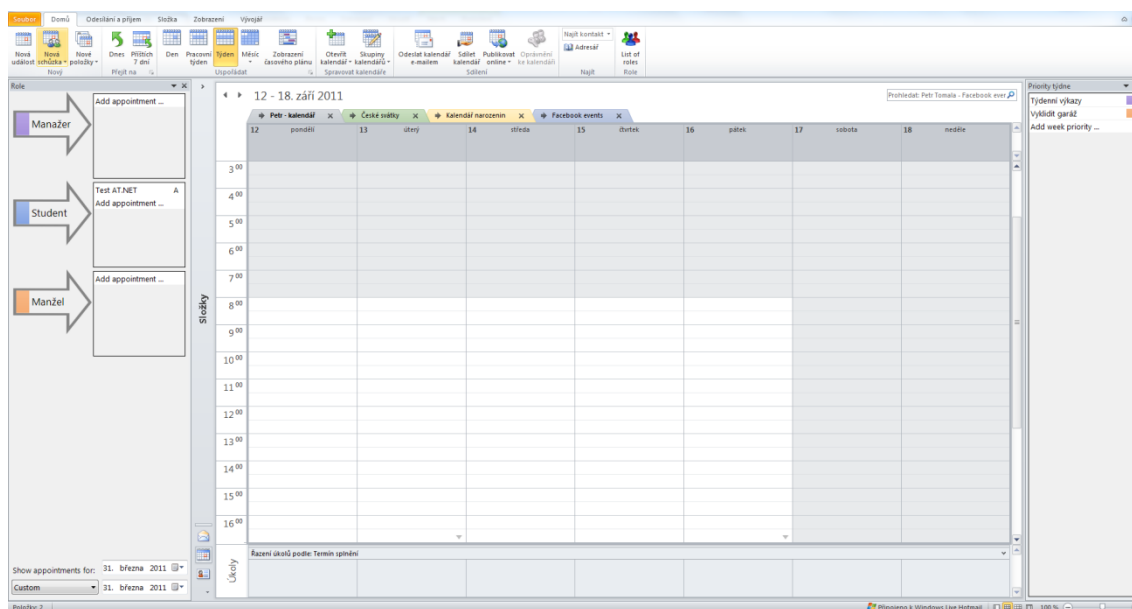 Soubor Domů Odesílání a příjem Složka Zobrazení Vývojář
Nová událost Nová schůzka Nové položky Dnes Příštích 7 dní Den Pracovní týden Týden Měsíc Zobrazení časového plánu Otevřít kalendář Skupiny kalendářů Odeslat kalendář e-mailem Sdílet kalendář Publikovat online Oprávnění ke kalendáři Najít kontakt Adresář List of roles
Nový Přejít na Uspořádat Spravovat kalendáře Sdílení Najít Role
Role
Add appointment ...
Manažer
Test AT.NET A
Add appointment ...
Student
Add appointment ...
Manžel
Show appointments for: 31. března 2011
Custom 31. března 2011
Složky
12 - 18. září 2011
Prohledat: Petr Tomala - Facebook ever
Petr - kalendář x České svátky x Kalendář narozenin x Facebook events x
12 pondělí 13 úterý 14 středa 15 čtvrtek 16 pátek 17 sobota 18 neděle
3 00
4 00
5 00
6 00
7 00
8 00
9 00
10 00
11 00
12 00
13 00
14 00
15 00
16 00
Úkoly
Řazení úkolů podle: Termín splnění
Priority týdne
Týdenní výkazy
Vyklidit garáž
Add week priority ...
Položky: 2
Připojeno k Windows Live Hotmail 100 %